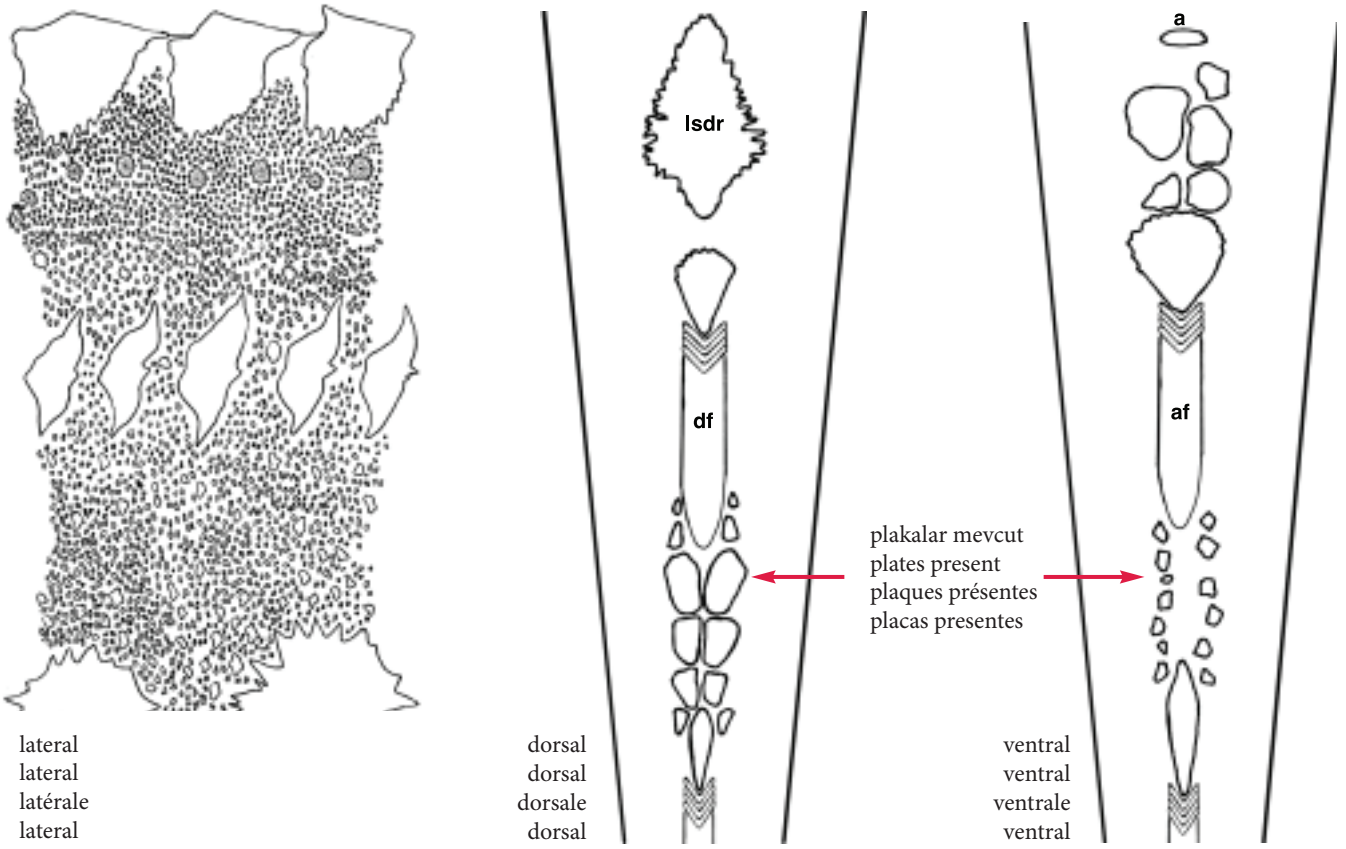 a
lsdr
df
af
plakalar mevcut
plates present
plaques présentes
placas presentes
lateral
lateral
latérale
lateral
dorsal
dorsal
dorsale
dorsal
ventral
ventral
ventrale
ventral